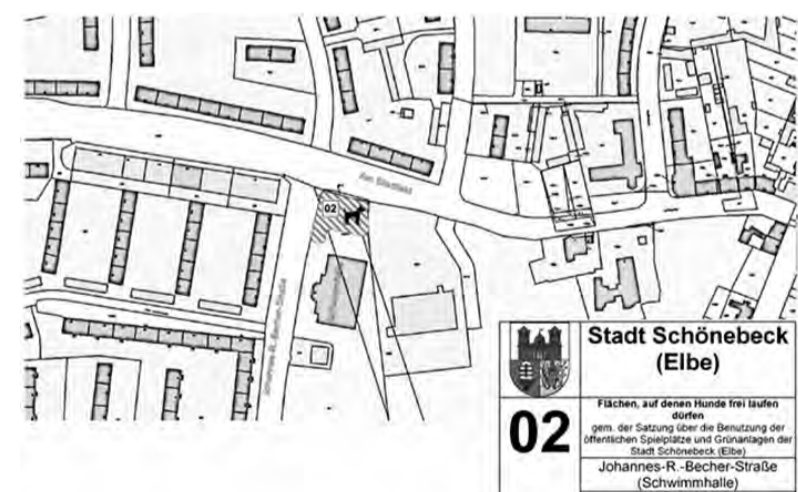 Am Stadtfeld
02
Johannes-R.-Becher-Straße
Stadt Schönebeck
(Elbe)
02
Flächen, auf denen Hunde frei laufen
dürfen
gem. der Satzung über die Benutzung der
öffentlichen Spielplätze und Grünanlagen der
Stadt Schönebeck (Elbe)
Johannes-R.-Becher-Straße
(Schwimmhalle)